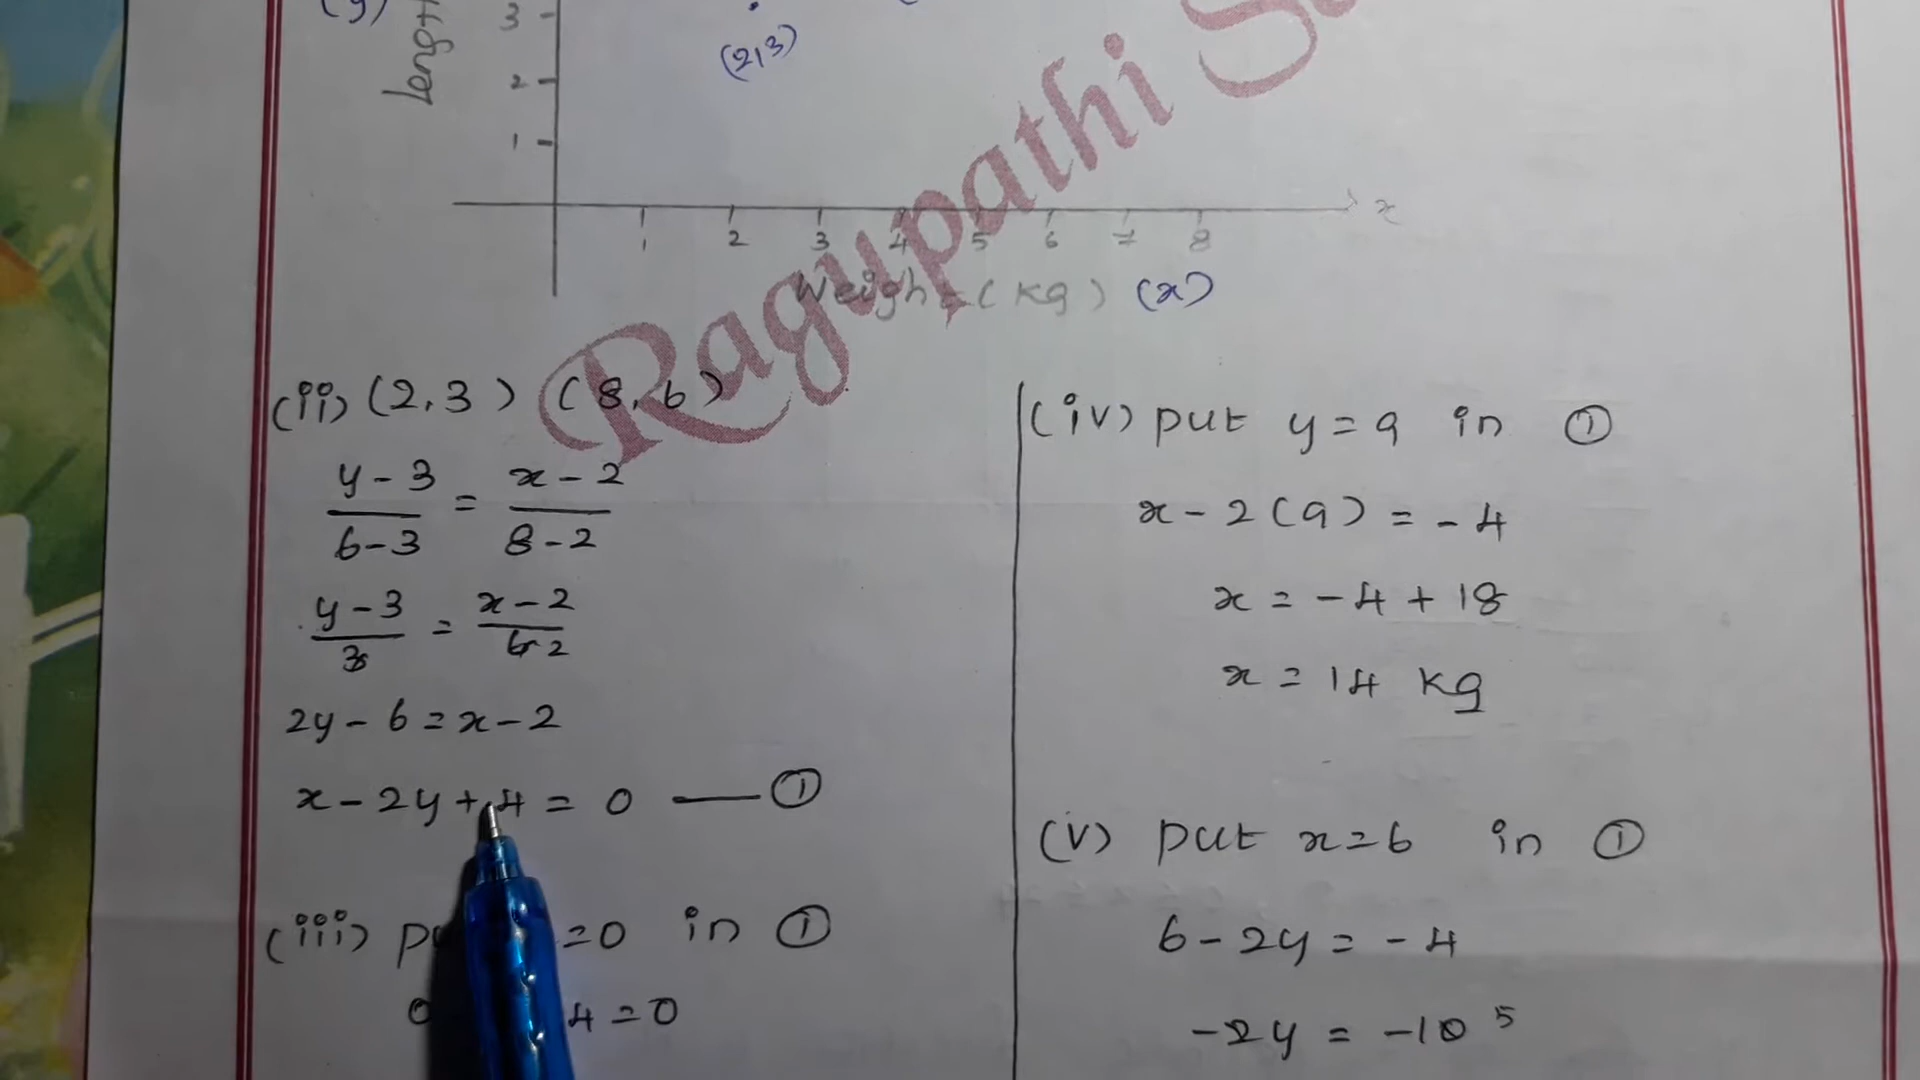 (y)
Length
3
(2,3)
2
1
x
1 2 3 4 5 6 7 8
Weight (kg) (x)
Ragupathi
(ii) (2,3) (8,6)
y-3/6-3 = x-2/8-2
y-3/3 = x-2/6 2
2y-6=x-2
x-2y+4=0 — ①
(iii) =0 in ①
0 4=0
(iv) put y=9 in ①
x-2(9)=-4
x=-4+18
x=14 kg
(v) put x=6 in ①
6-2y=-4
-2y=-10 5